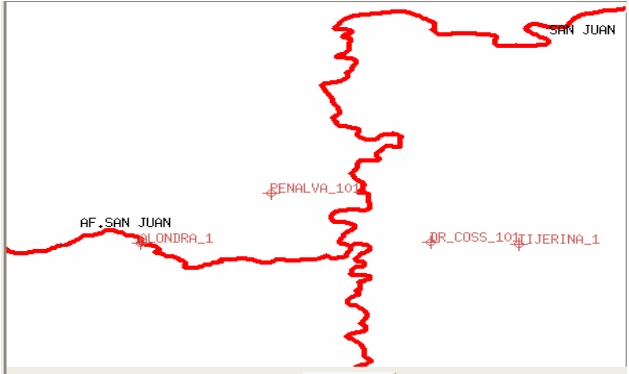 SAN JUAN
PENALVA_101
AF.SAN JUAN
ALONDRA_1
DR_COSS_101
TIJERINA_1